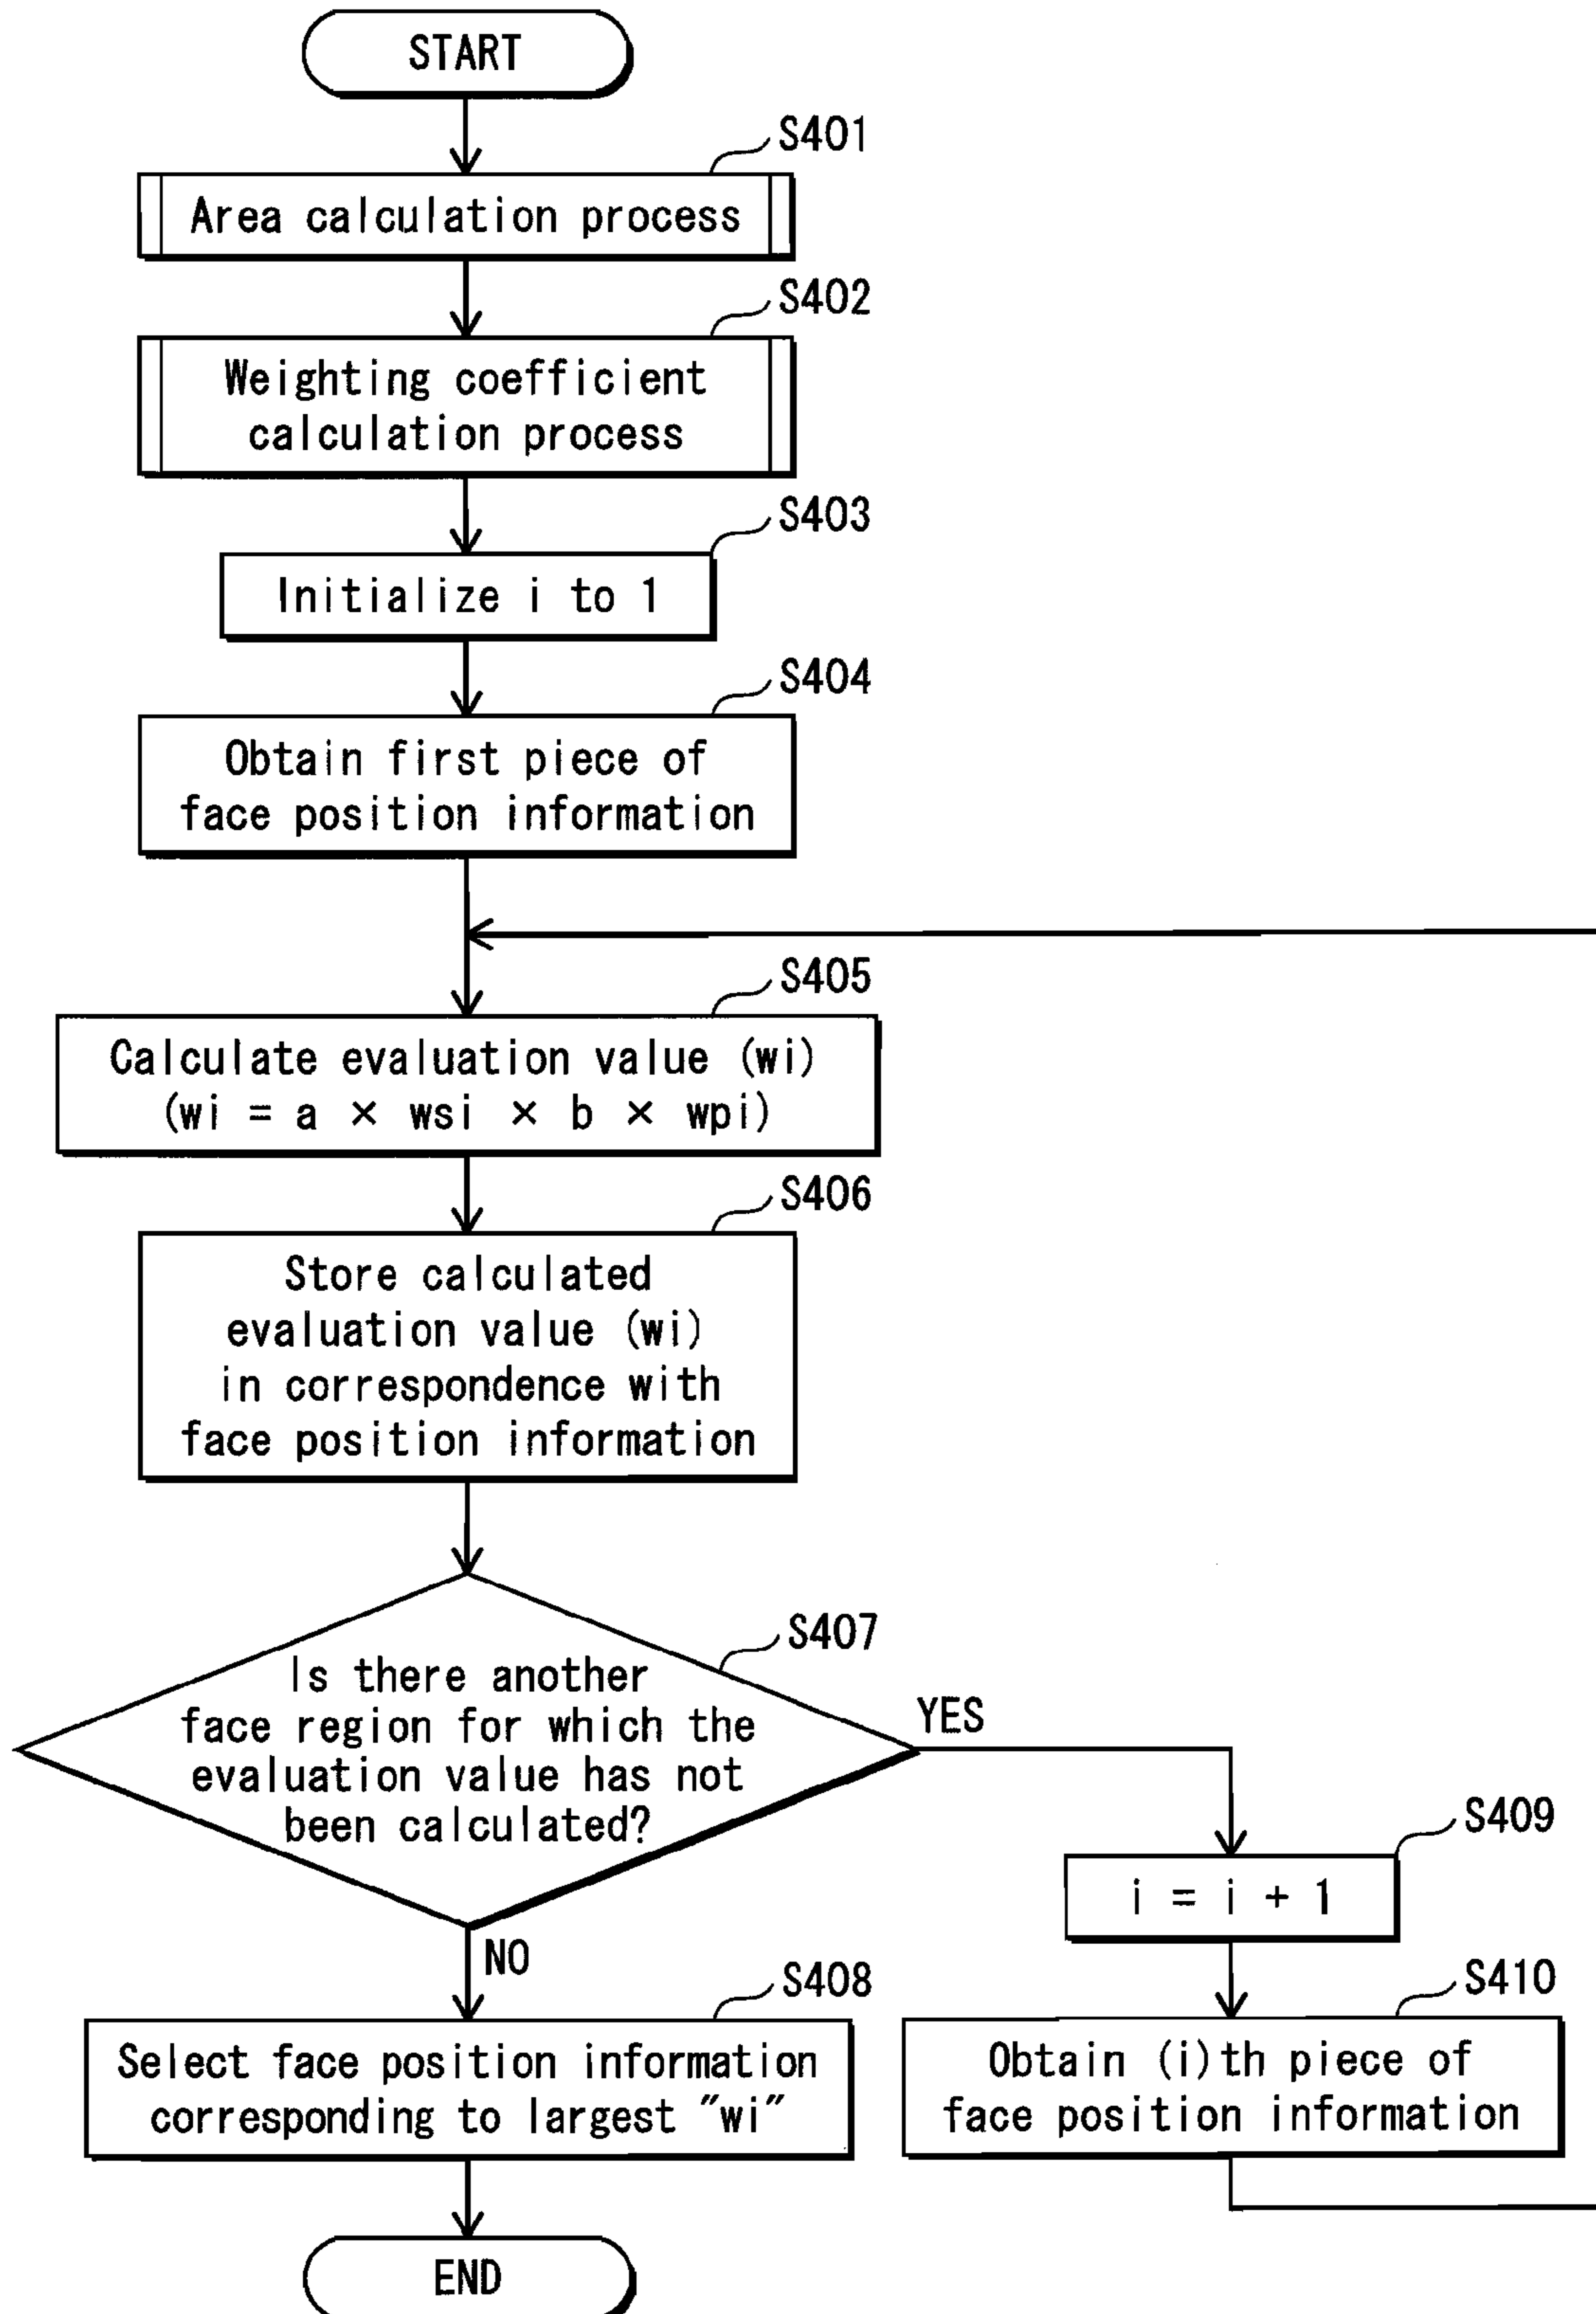 START
S401
Area calculation process
S402
Weighting coefficient
calculation process
S403
Initialize i to 1
S404
Obtain first piece of
face position information
S405
Calculate evaluation value (wi)
(wi = a × wsi × b × wpi)
S406
Store calculated
evaluation value (wi)
in correspondence with
face position information
S407
Is there another
face region for which the
evaluation value has not
been calculated?
YES
NO
S409
i = i + 1
S408
Select face position information
corresponding to largest "wi"
S410
Obtain (i)th piece of
face position information
END